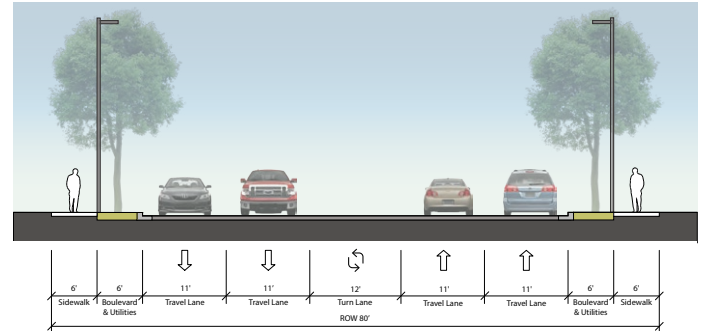 6' 6' 11' 11' 12' 11' 11' 6' 6'
Sidewalk Boulevard Travel Lane Travel Lane Turn Lane Travel Lane Travel Lane Boulevard Sidewalk
& Utilities & Utilities
ROW 80'